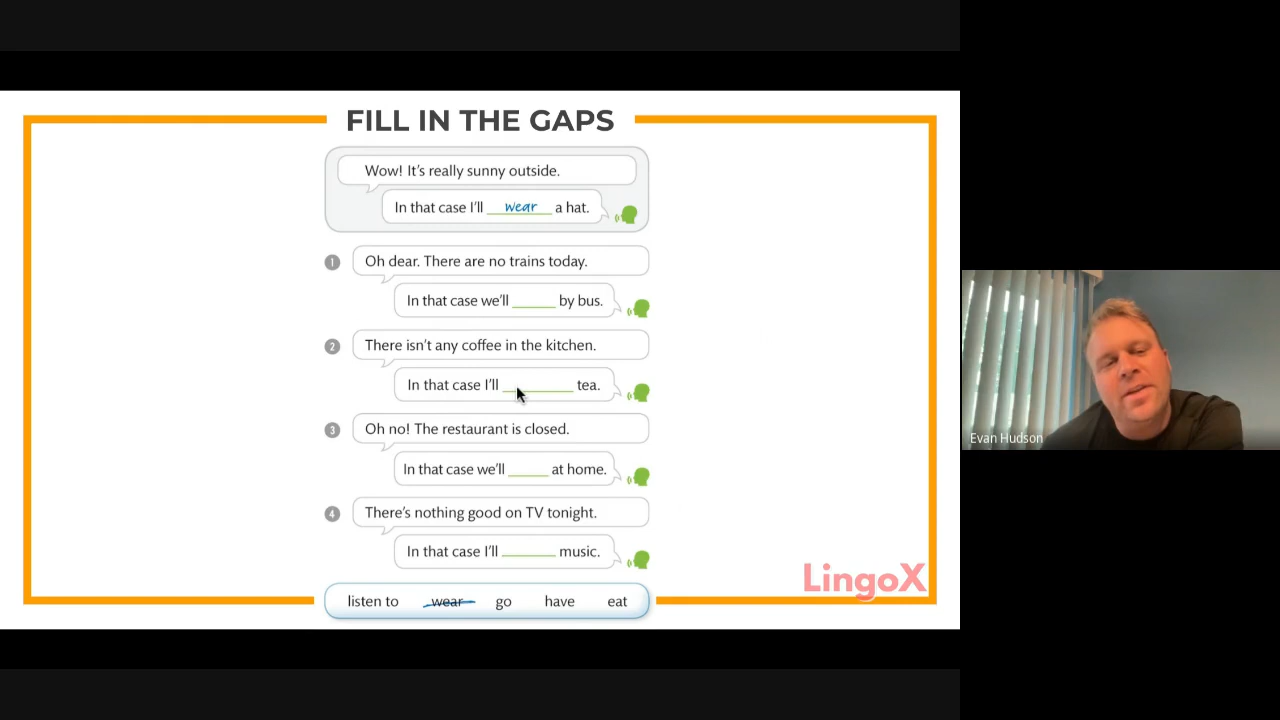 FILL IN THE GAPS
Wow! It's really sunny outside.
In that case I'll wear a hat.
1 Oh dear. There are no trains today.
In that case we'll ______ by bus.
2 There isn't any coffee in the kitchen.
In that case I'll ______ tea.
3 Oh no! The restaurant is closed.
In that case we'll ______ at home.
4 There's nothing good on TV tonight.
In that case I'll ______ music.
listen to wear go have eat
LingoX
Evan Hudson